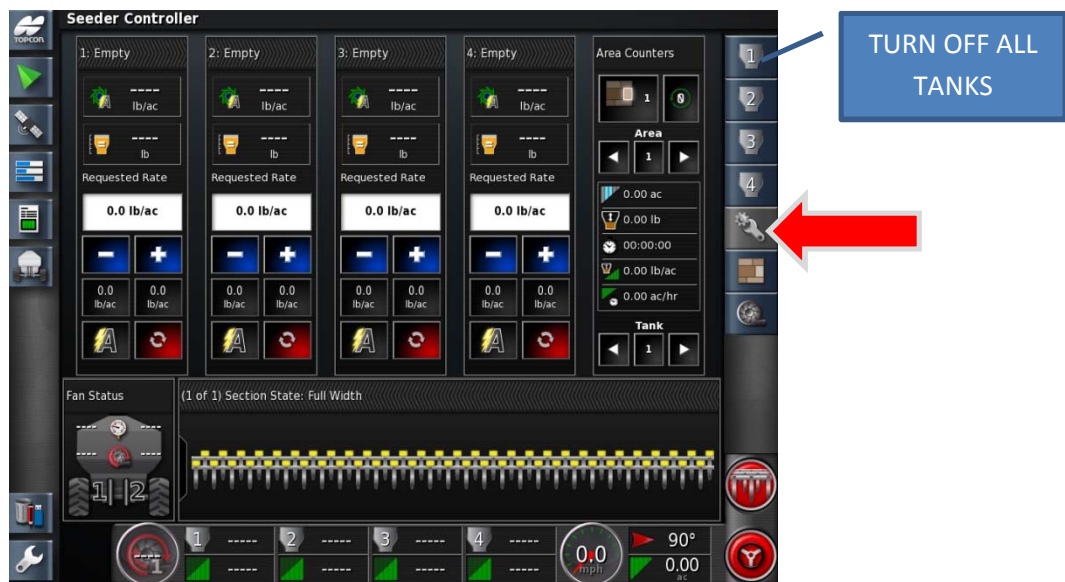 Seeder Controller
TOPCON
1: Empty
2: Empty
3: Empty
4: Empty
Area Counters
----
lb/ac
----
lb/ac
----
lb/ac
----
lb/ac
1
0
----
lb
----
lb
----
lb
----
lb
Area
1
Requested Rate
Requested Rate
Requested Rate
Requested Rate
0.0 lb/ac
0.0 lb/ac
0.0 lb/ac
0.0 lb/ac
0.00 ac
0.00 lb
00:00:00
0.00 lb/ac
0.00 ac/hr
- +
- +
- +
- +
0.0 0.0
lb/ac lb/ac
0.0 0.0
lb/ac lb/ac
0.0 0.0
lb/ac lb/ac
0.0 0.0
lb/ac lb/ac
A
A
A
A
Tank
1
1
2
3
4
TURN OFF ALL
TANKS
Fan Status
(1 of 1) Section State: Full Width
---- ----
---- ----
1 2
----
1
1 -----
-----
2 -----
-----
3 -----
-----
4 -----
-----
0.0
mph
90°
0.00
ac